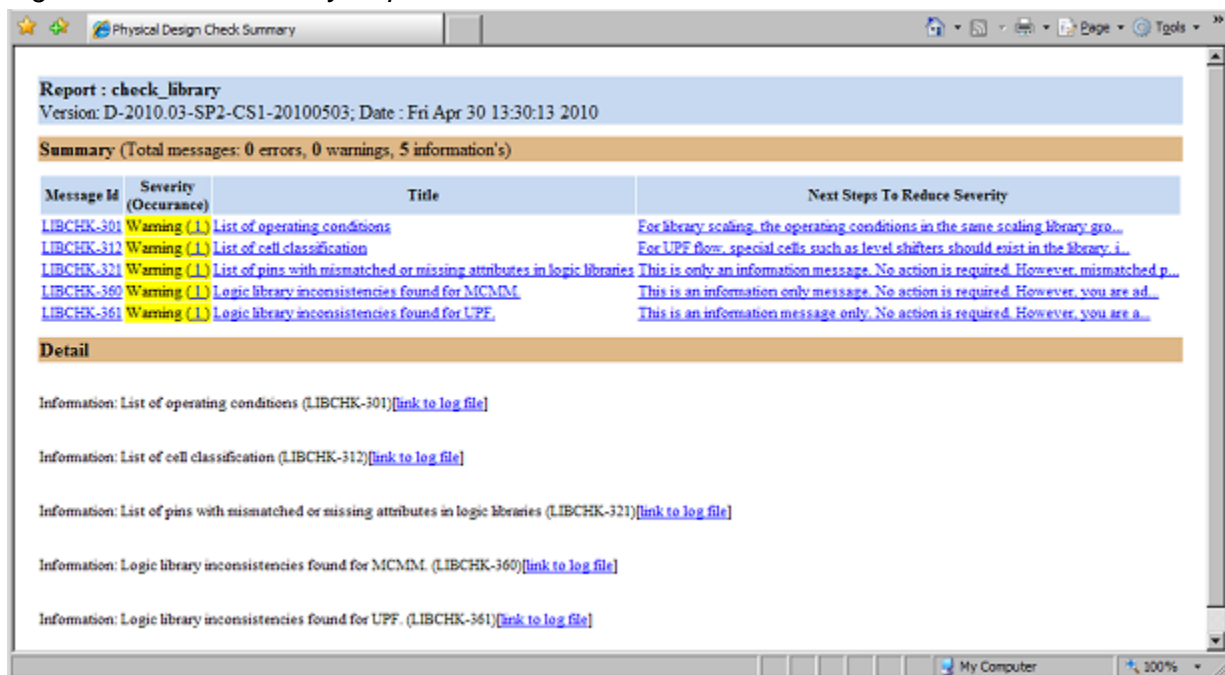 Physical Design Check Summary
Page
Tools
Report : check_library
Version: D-2010.03-SP2-CS1-20100503; Date : Fri Apr 30 13:30:13 2010
Summary (Total messages: 0 errors, 0 warnings, 5 information's)
Message Id Severity (Occurance) Title Next Steps To Reduce Severity
LIBCHK-301 Warning ( 1 ) List of operating conditions For library scaling, the operating conditions in the same scaling library gro...
LIBCHK-312 Warning ( 1 ) List of cell classification For UPF flow, special cells such as level shifters should exist in the library, i...
LIBCHK-321 Warning ( 1 ) List of pins with mismatched or missing attributes in logic libraries This is only an information message. No action is required. However, mismatched p...
LIBCHK-360 Warning ( 1 ) Logic library inconsistencies found for MCMM. This is an information only message. No action is required. However, you are ad...
LIBCHK-361 Warning ( 1 ) Logic library inconsistencies found for UPF. This is an information message only. No action is required. However, you are a...
Detail
Information: List of operating conditions (LIBCHK-301)[link to log file]
Information: List of cell classification (LIBCHK-312)[link to log file]
Information: List of pins with mismatched or missing attributes in logic libraries (LIBCHK-321)[link to log file]
Information: Logic library inconsistencies found for MCMM. (LIBCHK-360)[link to log file]
Information: Logic library inconsistencies found for UPF. (LIBCHK-361)[link to log file]
My Computer
100%